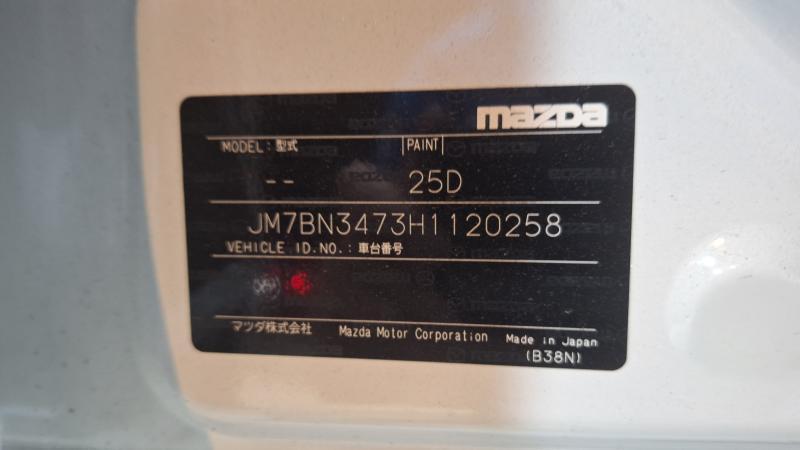 mazda
MODEL: 型式 PAINT
-- 25D
JM7BN3473H1120258
VEHICLE I.D.NO.: 車台番号
マツダ株式会社 Mazda Motor Corporation Made in Japan
(B38N)